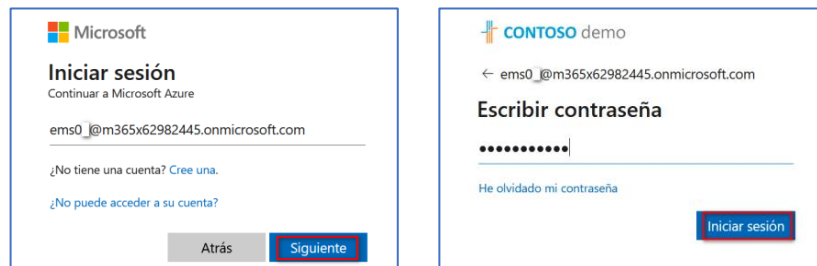 Microsoft
Iniciar sesión
Continuar a Microsoft Azure
ems0_@m365x62982445.onmicrosoft.com
¿No tiene una cuenta? Cree una.
¿No puede acceder a su cuenta?
Atrás
Siguiente
CONTOSO demo
← ems0_@m365x62982445.onmicrosoft.com
Escribir contraseña
•••••••••••
He olvidado mi contraseña
Iniciar sesión